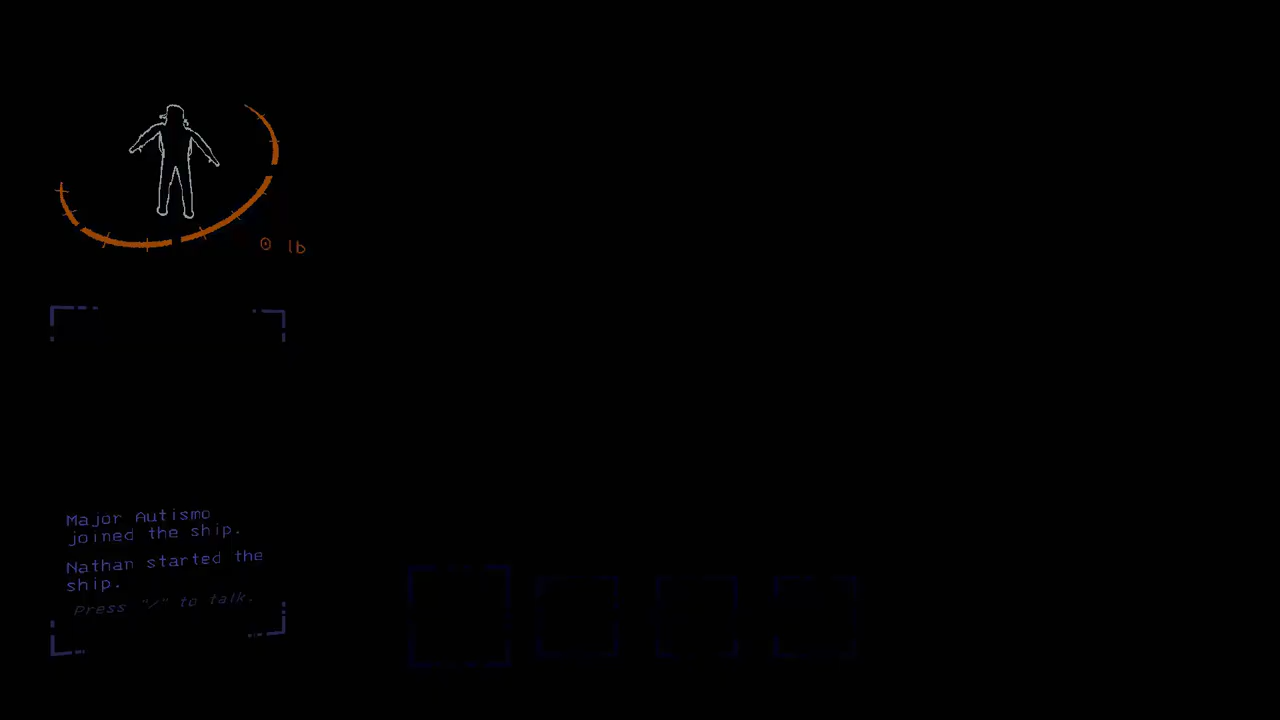 0 lb
Major Autismo
joined the ship.
Nathan started the
ship.
Press "/" to talk.